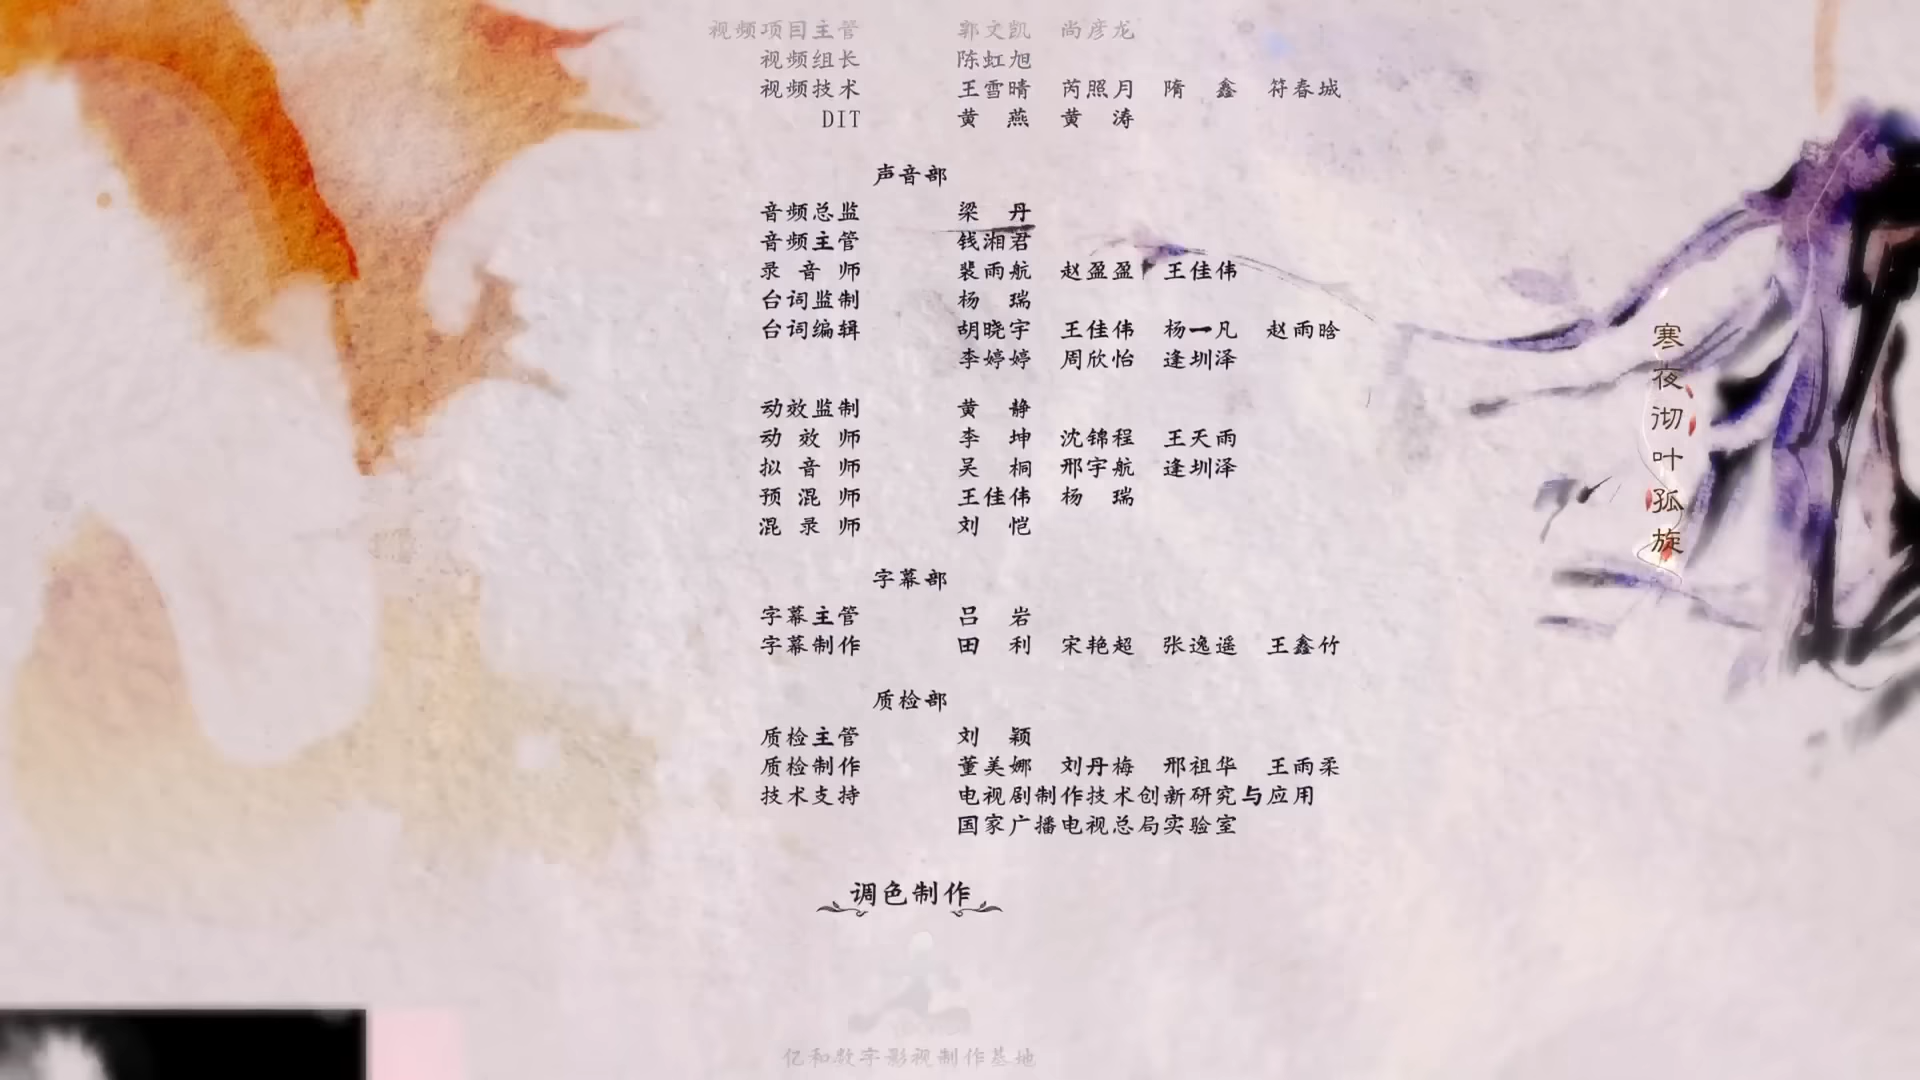 视频项目主管 郭文凯 尚彦龙
视频组长 陈虹旭
视频技术 王雪晴 芮照月 隋鑫 符春城
DIT 黄燕 黄涛
声音部
音频总监 梁丹
音频主管 钱湘君
录音师 裴雨航 赵盈盈 王佳伟
台词监制 杨瑞
台词编辑 胡晓宇 王佳伟 杨一凡 赵雨晗
李婷婷 周欣怡 逄圳泽
动效监制 黄静
动效师 李坤 沈锦程 王天雨
拟音师 吴桐 邢宇航 逄圳泽
预混师 王佳伟 杨瑞
混录师 刘恺
字幕部
字幕主管 吕岩
字幕制作 田利 宋艳超 张逸遥 王鑫竹
质检部
质检主管 刘颖
质检制作 董美娜 刘丹梅 邢祖华 王雨柔
技术支持 电视剧制作技术创新研究与应用
国家广播电视总局实验室
调色制作
亿和数字影视制作基地
寒夜彻叶孤旋